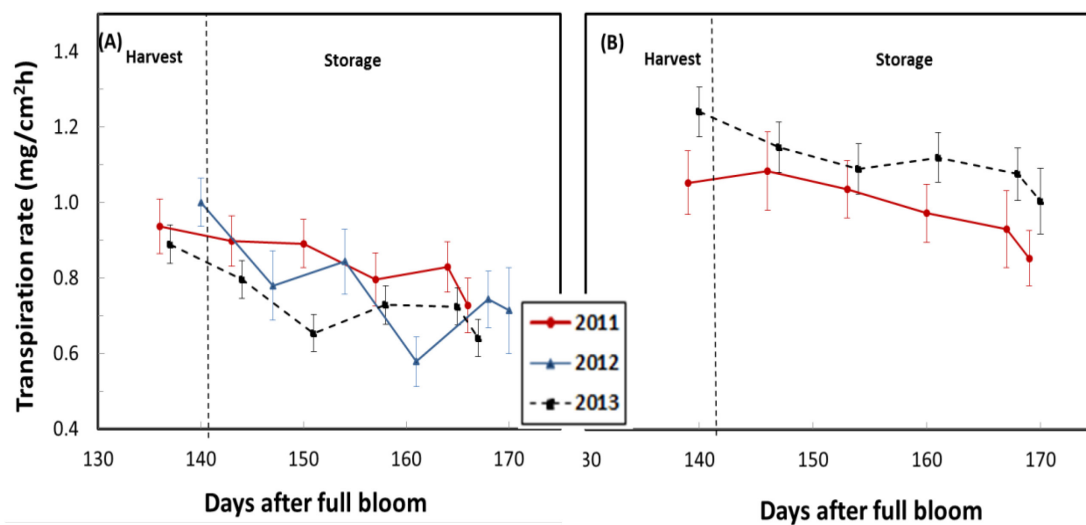 (A)
Harvest
Storage
(B)
Harvest
Storage
Transpiration rate (mg/cm²h)
1.4
1.2
1.0
0.8
0.6
0.4
2011
2012
2013
130 140 150 160 170
30 140 150 160 170
Days after full bloom
Days after full bloom